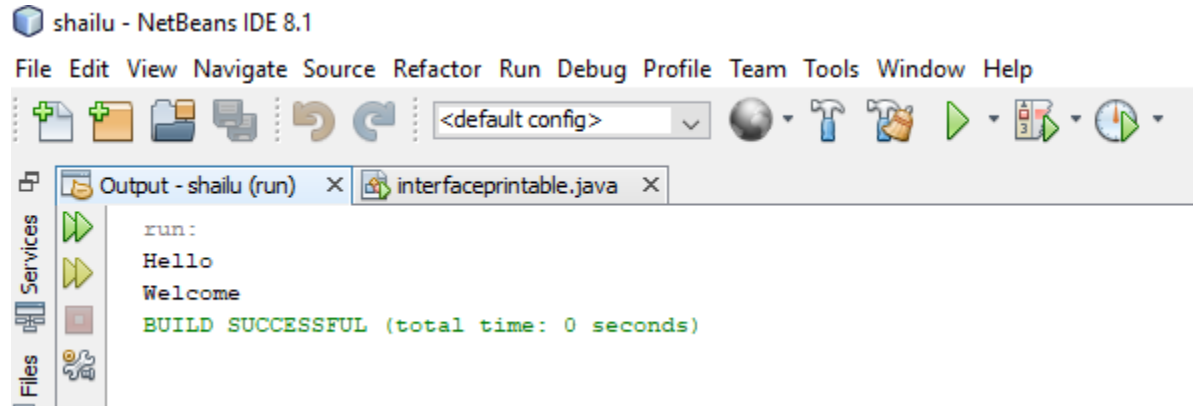 shailu - NetBeans IDE 8.1
File Edit View Navigate Source Refactor Run Debug Profile Team Tools Window Help
<default config>
Output - shailu (run) interfaceprintable.java
Services
run:
Hello
Welcome
BUILD SUCCESSFUL (total time: 0 seconds)
Files